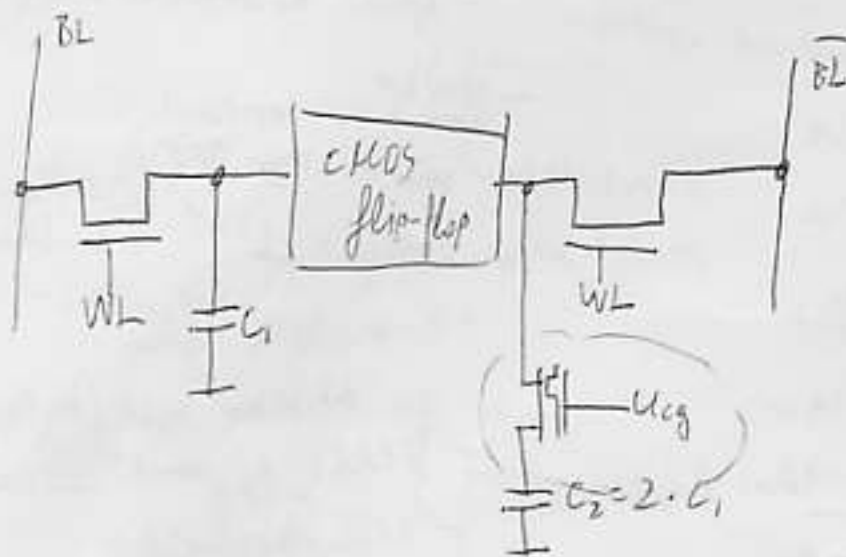 BL
BL
CMOS
flip-flop
WL
C₁
WL
Ucg
C₂=2·C₁